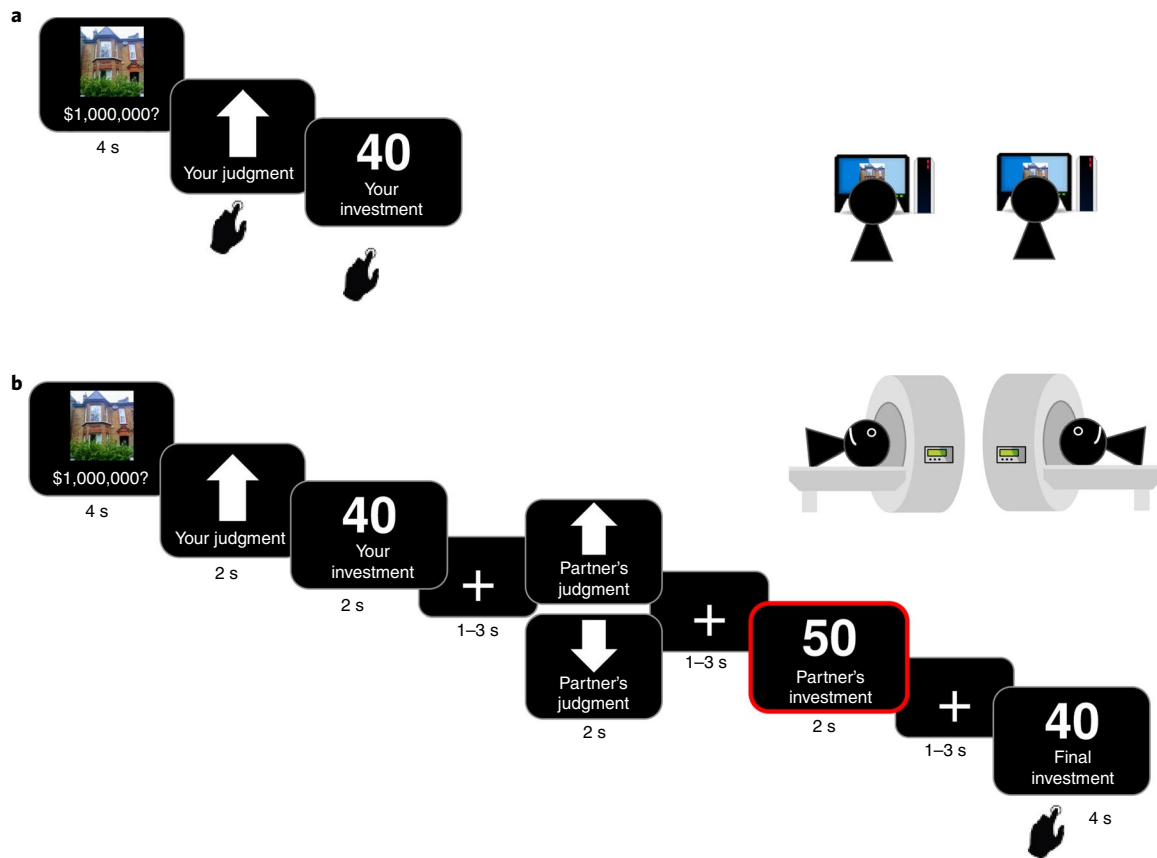 a
$1,000,000?
4 s
Your judgment
40
Your
investment
b
$1,000,000?
4 s
Your judgment
2 s
40
Your
investment
2 s
+
1–3 s
Partner's
judgment
Partner's
judgment
2 s
+
1–3 s
50
Partner's
investment
2 s
+
1–3 s
40
Final
investment
4 s